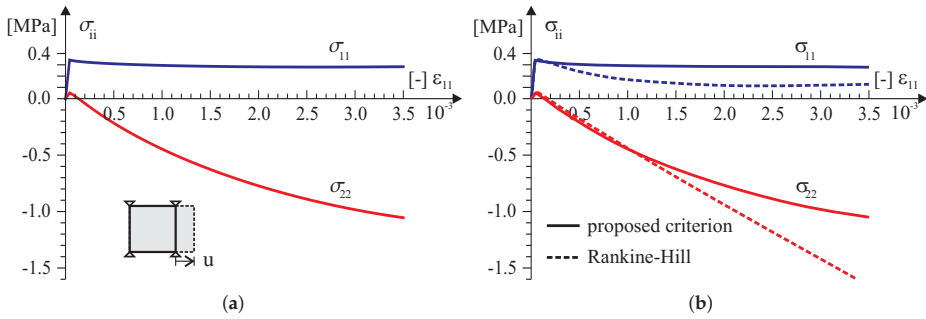 [MPa] σii
0.4
0.0
-0.5
-1.0
-1.5
σ11
[-] ε11
0.5 1.0 1.5 2.0 2.5 3.0 3.5
10-3
σ22
u
(a)
[MPa] σii
0.4
0.0
-0.5
-1.0
-1.5
σ11
[-] ε11
0.5 1.0 1.5 2.0 2.5 3.0 3.5
10-3
σ22
proposed criterion
Rankine-Hill
(b)